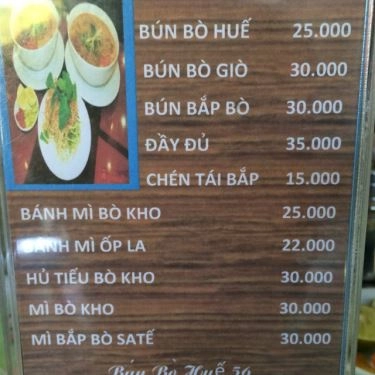 BÚN BÒ HUẾ 25.000
BÚN BÒ GIÒ 30.000
BÚN BẮP BÒ 30.000
ĐẦY ĐỦ 35.000
CHÉN TÁI BẮP 15.000
BÁNH MÌ BÒ KHO 25.000
BÁNH MÌ ỐP LA 22.000
HỦ TIẾU BÒ KHO 30.000
MÌ BÒ KHO 30.000
MÌ BẮP BÒ SATẾ 30.000
Bún Bò Huế 56